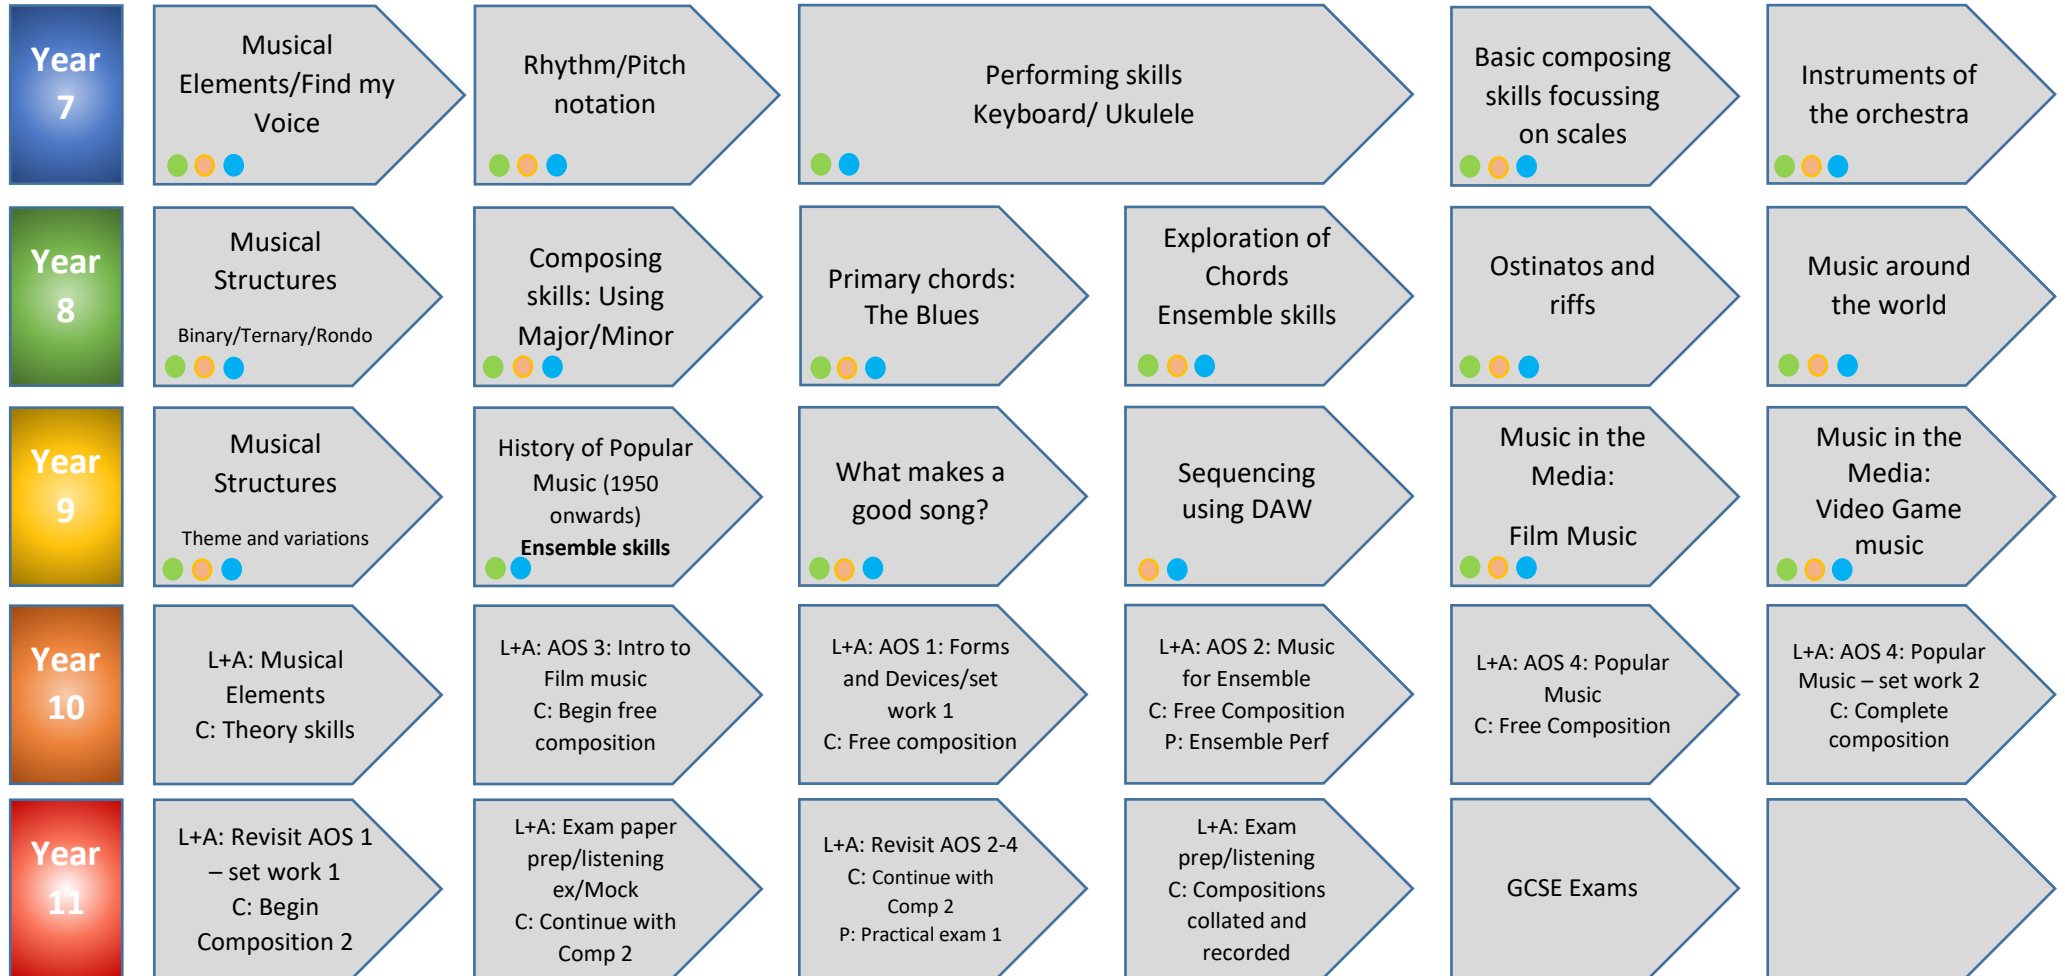 Year
7
Musical
Elements/Find my
Voice
Rhythm/Pitch
notation
Performing skills
Keyboard/ Ukulele
Basic composing
skills focussing
on scales
Instruments of
the orchestra
Year
8
Musical
Structures
Binary/Ternary/Rondo
Composing
skills: Using
Major/Minor
Primary chords:
The Blues
Exploration of
Chords
Ensemble skills
Ostinatos and
riffs
Music around
the world
Year
9
Musical
Structures
Theme and variations
History of Popular
Music (1950
onwards)
Ensemble skills
What makes a
good song?
Sequencing
using DAW
Music in the
Media:
Film Music
Music in the
Media:
Video Game
music
Year
10
L+A: Musical
Elements
C: Theory skills
L+A: AOS 3: Intro to
Film music
C: Begin free
composition
L+A: AOS 1: Forms
and Devices/set
work 1
C: Free composition
L+A: AOS 2: Music
for Ensemble
C: Free Composition
P: Ensemble Perf
L+A: AOS 4: Popular
Music
C: Free Composition
L+A: AOS 4: Popular
Music – set work 2
C: Complete
composition
Year
11
L+A: Revisit AOS 1
– set work 1
C: Begin
Composition 2
L+A: Exam paper
prep/listening
ex/Mock
C: Continue with
Comp 2
L+A: Revisit AOS 2-4
C: Continue with
Comp 2
P: Practical exam 1
L+A: Exam
prep/listening
C: Compositions
collated and
recorded
GCSE Exams